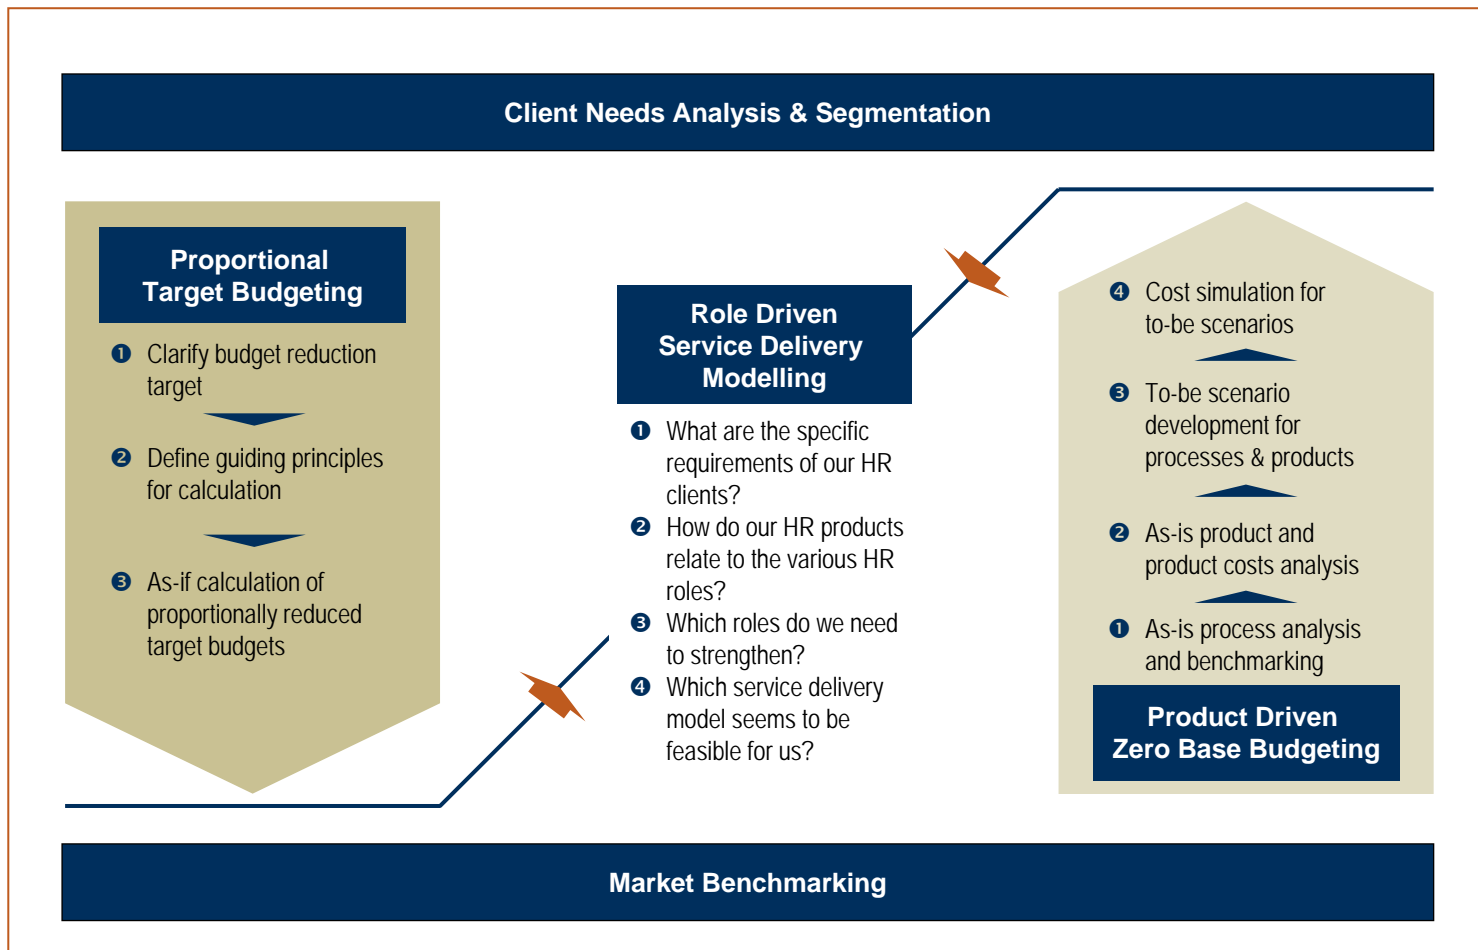 Client Needs Analysis & Segmentation
Proportional
Target Budgeting
❶ Clarify budget reduction
target
❷ Define guiding principles
for calculation
❸ As-if calculation of
proportionally reduced
target budgets
Role Driven
Service Delivery
Modelling
❶ What are the specific
requirements of our HR
clients?
❷ How do our HR products
relate to the various HR
roles?
❸ Which roles do we need
to strengthen?
❹ Which service delivery
model seems to be
feasible for us?
❹ Cost simulation for
to-be scenarios
❸ To-be scenario
development for
processes & products
❷ As-is product and
product costs analysis
❶ As-is process analysis
and benchmarking
Product Driven
Zero Base Budgeting
Market Benchmarking